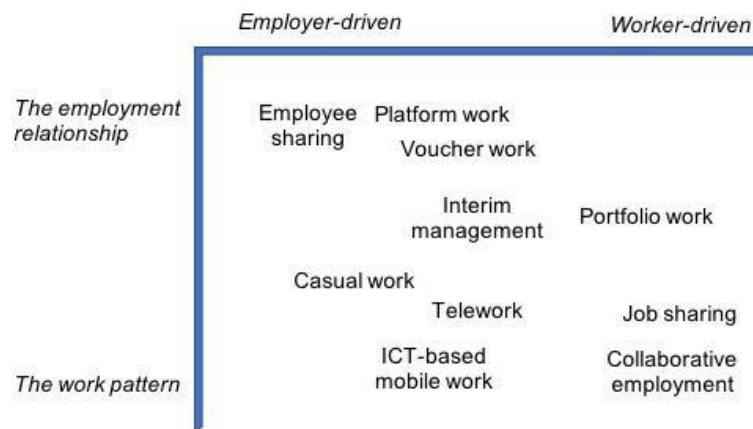 Employer-driven Worker-driven
The employment
relationship
Employee
sharing
Platform work
Voucher work
Interim
management
Portfolio work
Casual work
Telework
Job sharing
ICT-based
mobile work
Collaborative
employment
The work pattern